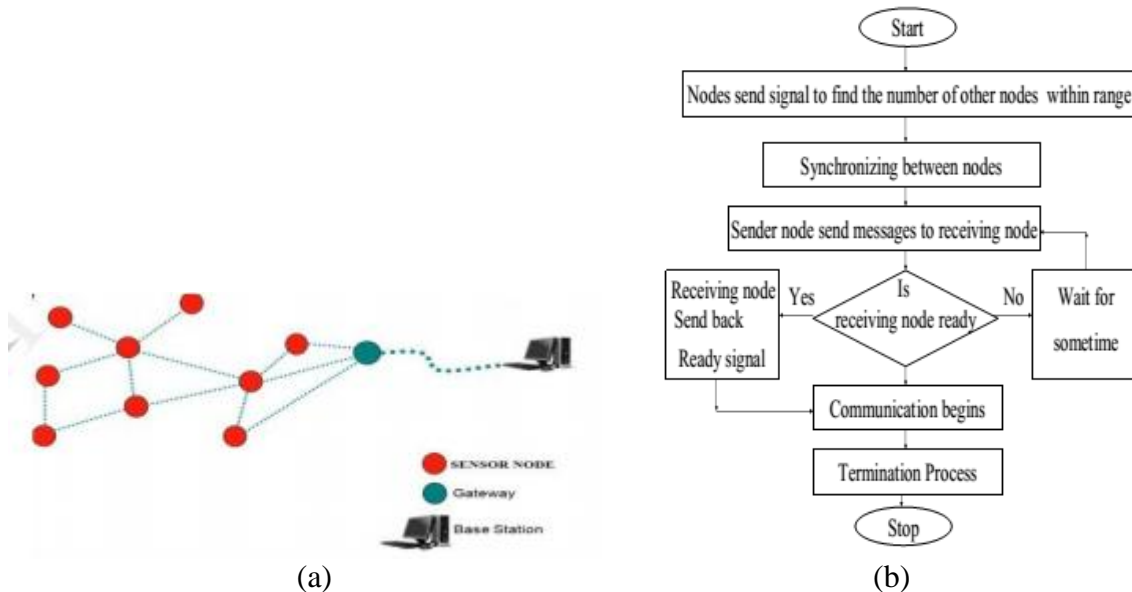 SENSOR NODE
Gateway
Base Station
(a)
Start
Nodes send signal to find the number of other nodes within range
Synchronizing between nodes
Sender node send messages to receiving node
Receiving node
Send back
Ready signal
Yes
Is
receiving node ready
No
Wait for
sometime
Communication begins
Termination Process
Stop
(b)